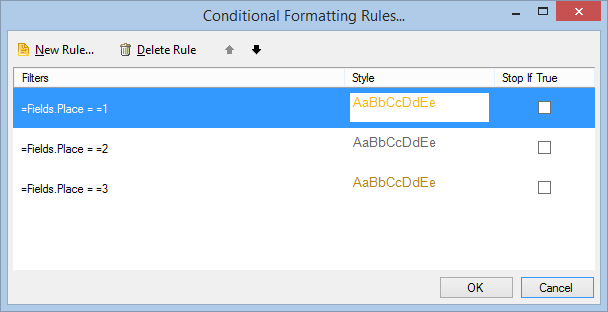 Conditional Formatting Rules...
New Rule... Delete Rule
Filters Style Stop If True
=Fields.Place = =1 AaBbCcDdEe
=Fields.Place = =2 AaBbCcDdEe
=Fields.Place = =3 AaBbCcDdEe
OK Cancel